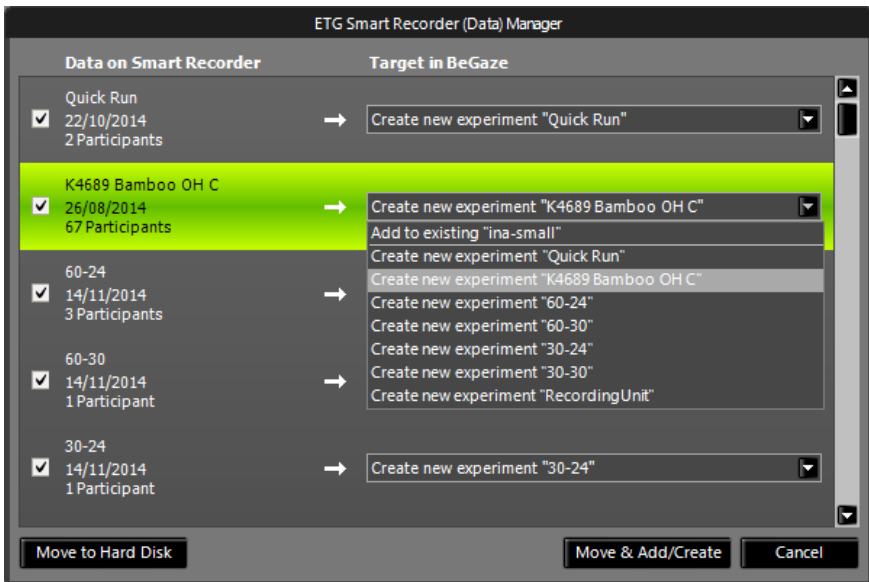 ETG Smart Recorder (Data) Manager
Data on Smart Recorder
Target in BeGaze
Quick Run
22/10/2014
2 Participants
Create new experiment "Quick Run"
K4689 Bamboo OH C
26/08/2014
67 Participants
Create new experiment "K4689 Bamboo OH C"
Add to existing "ina-small"
Create new experiment "Quick Run"
Create new experiment "K4689 Bamboo OH C"
Create new experiment "60-24"
Create new experiment "60-30"
Create new experiment "30-24"
Create new experiment "30-30"
Create new experiment "RecordingUnit"
60-24
14/11/2014
3 Participants
60-30
14/11/2014
1 Participant
30-24
14/11/2014
1 Participant
Create new experiment "30-24"
Move to Hard Disk
Move & Add/Create
Cancel